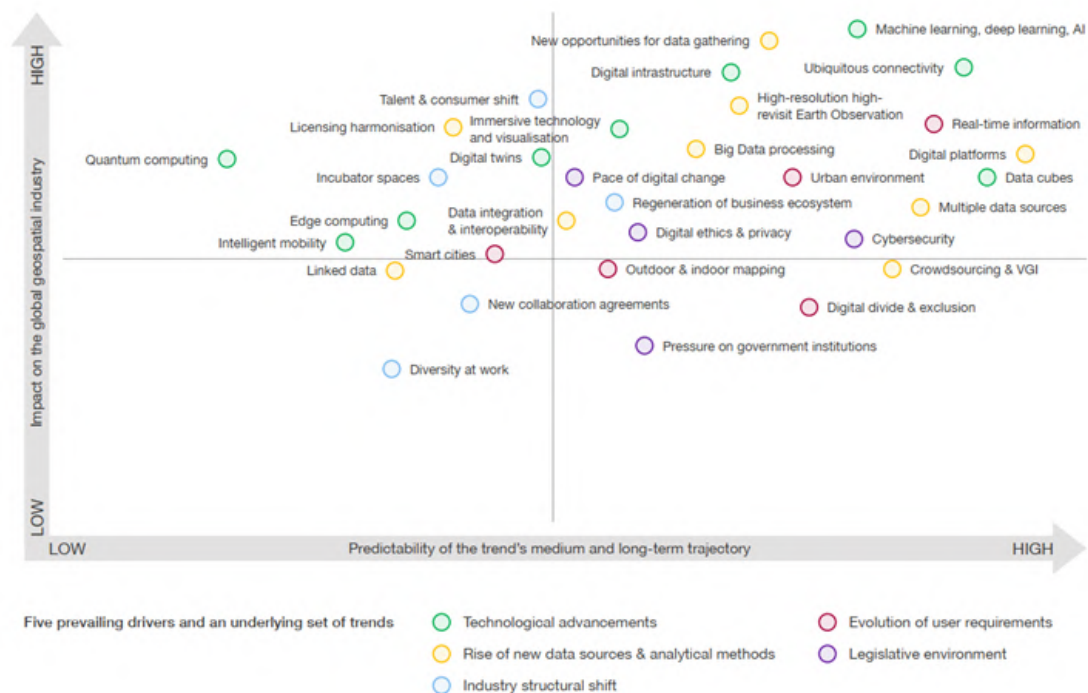 HIGH
Impact on the global geospatial industry
LOW
Machine learning, deep learning, AI
New opportunities for data gathering
Digital intrastructure
Ubiquitous connectivity
Talent & consumer shift
High-resolution high-
revisit Earth Observation
Licensing harmonisation
Immersive technology
and visualisation
Real-time information
Quantum computing
Digital twins
Big Data processing
Digital platforms
Incubator spaces
Pace of digital change
Urban environment
Data cubes
Regeneration of business ecosystem
Multiple data sources
Edge computing
Data integration
& interoperability
Digital ethics & privacy
Cybersecurity
Intelligent mobility
Smart cities
Linked data
Outdoor & indoor mapping
Crowdsourcing & VGI
New collaboration agreements
Digital divide & exclusion
Pressure on government institutions
Diversity at work
LOW
Predictability of the trend's medium and long-term trajectory
HIGH
Five prevailing drivers and an underlying set of trends
Technological advancements
Rise of new data sources & analytical methods
Industry structural shift
Evolution of user requirements
Legislative environment